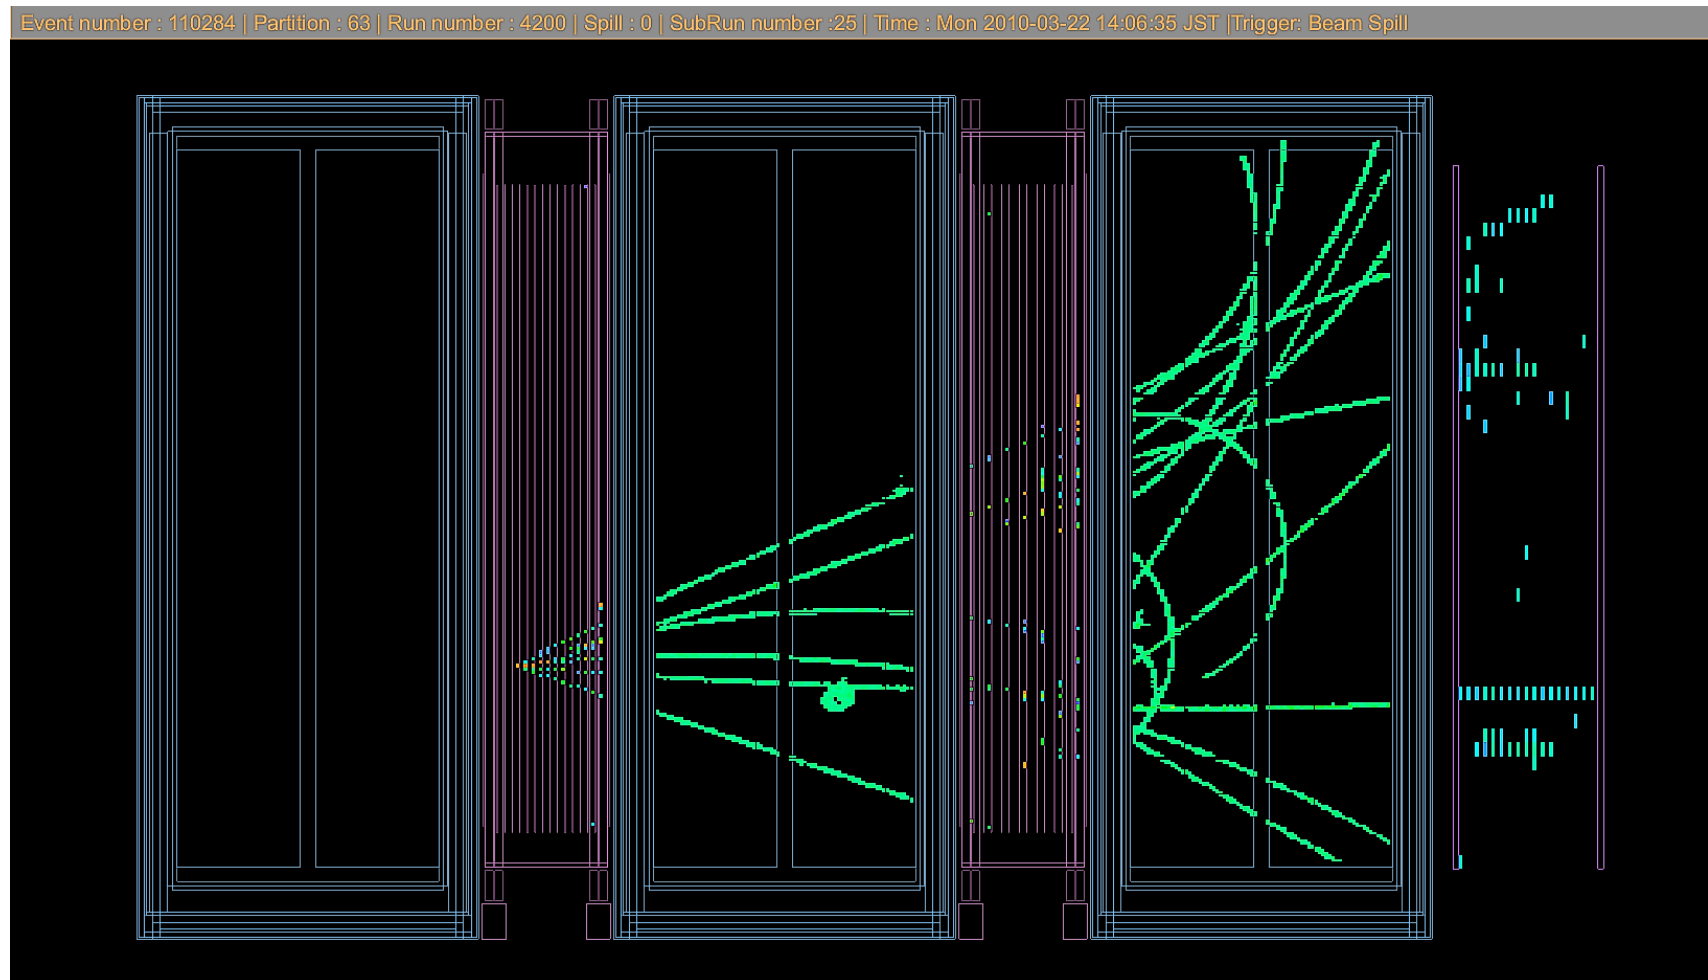 Event number : 110284 | Partition : 63 | Run number : 4200 | Spill : 0 | SubRun number :25 | Time : Mon 2010-03-22 14:06:35 JST |Trigger: Beam Spill